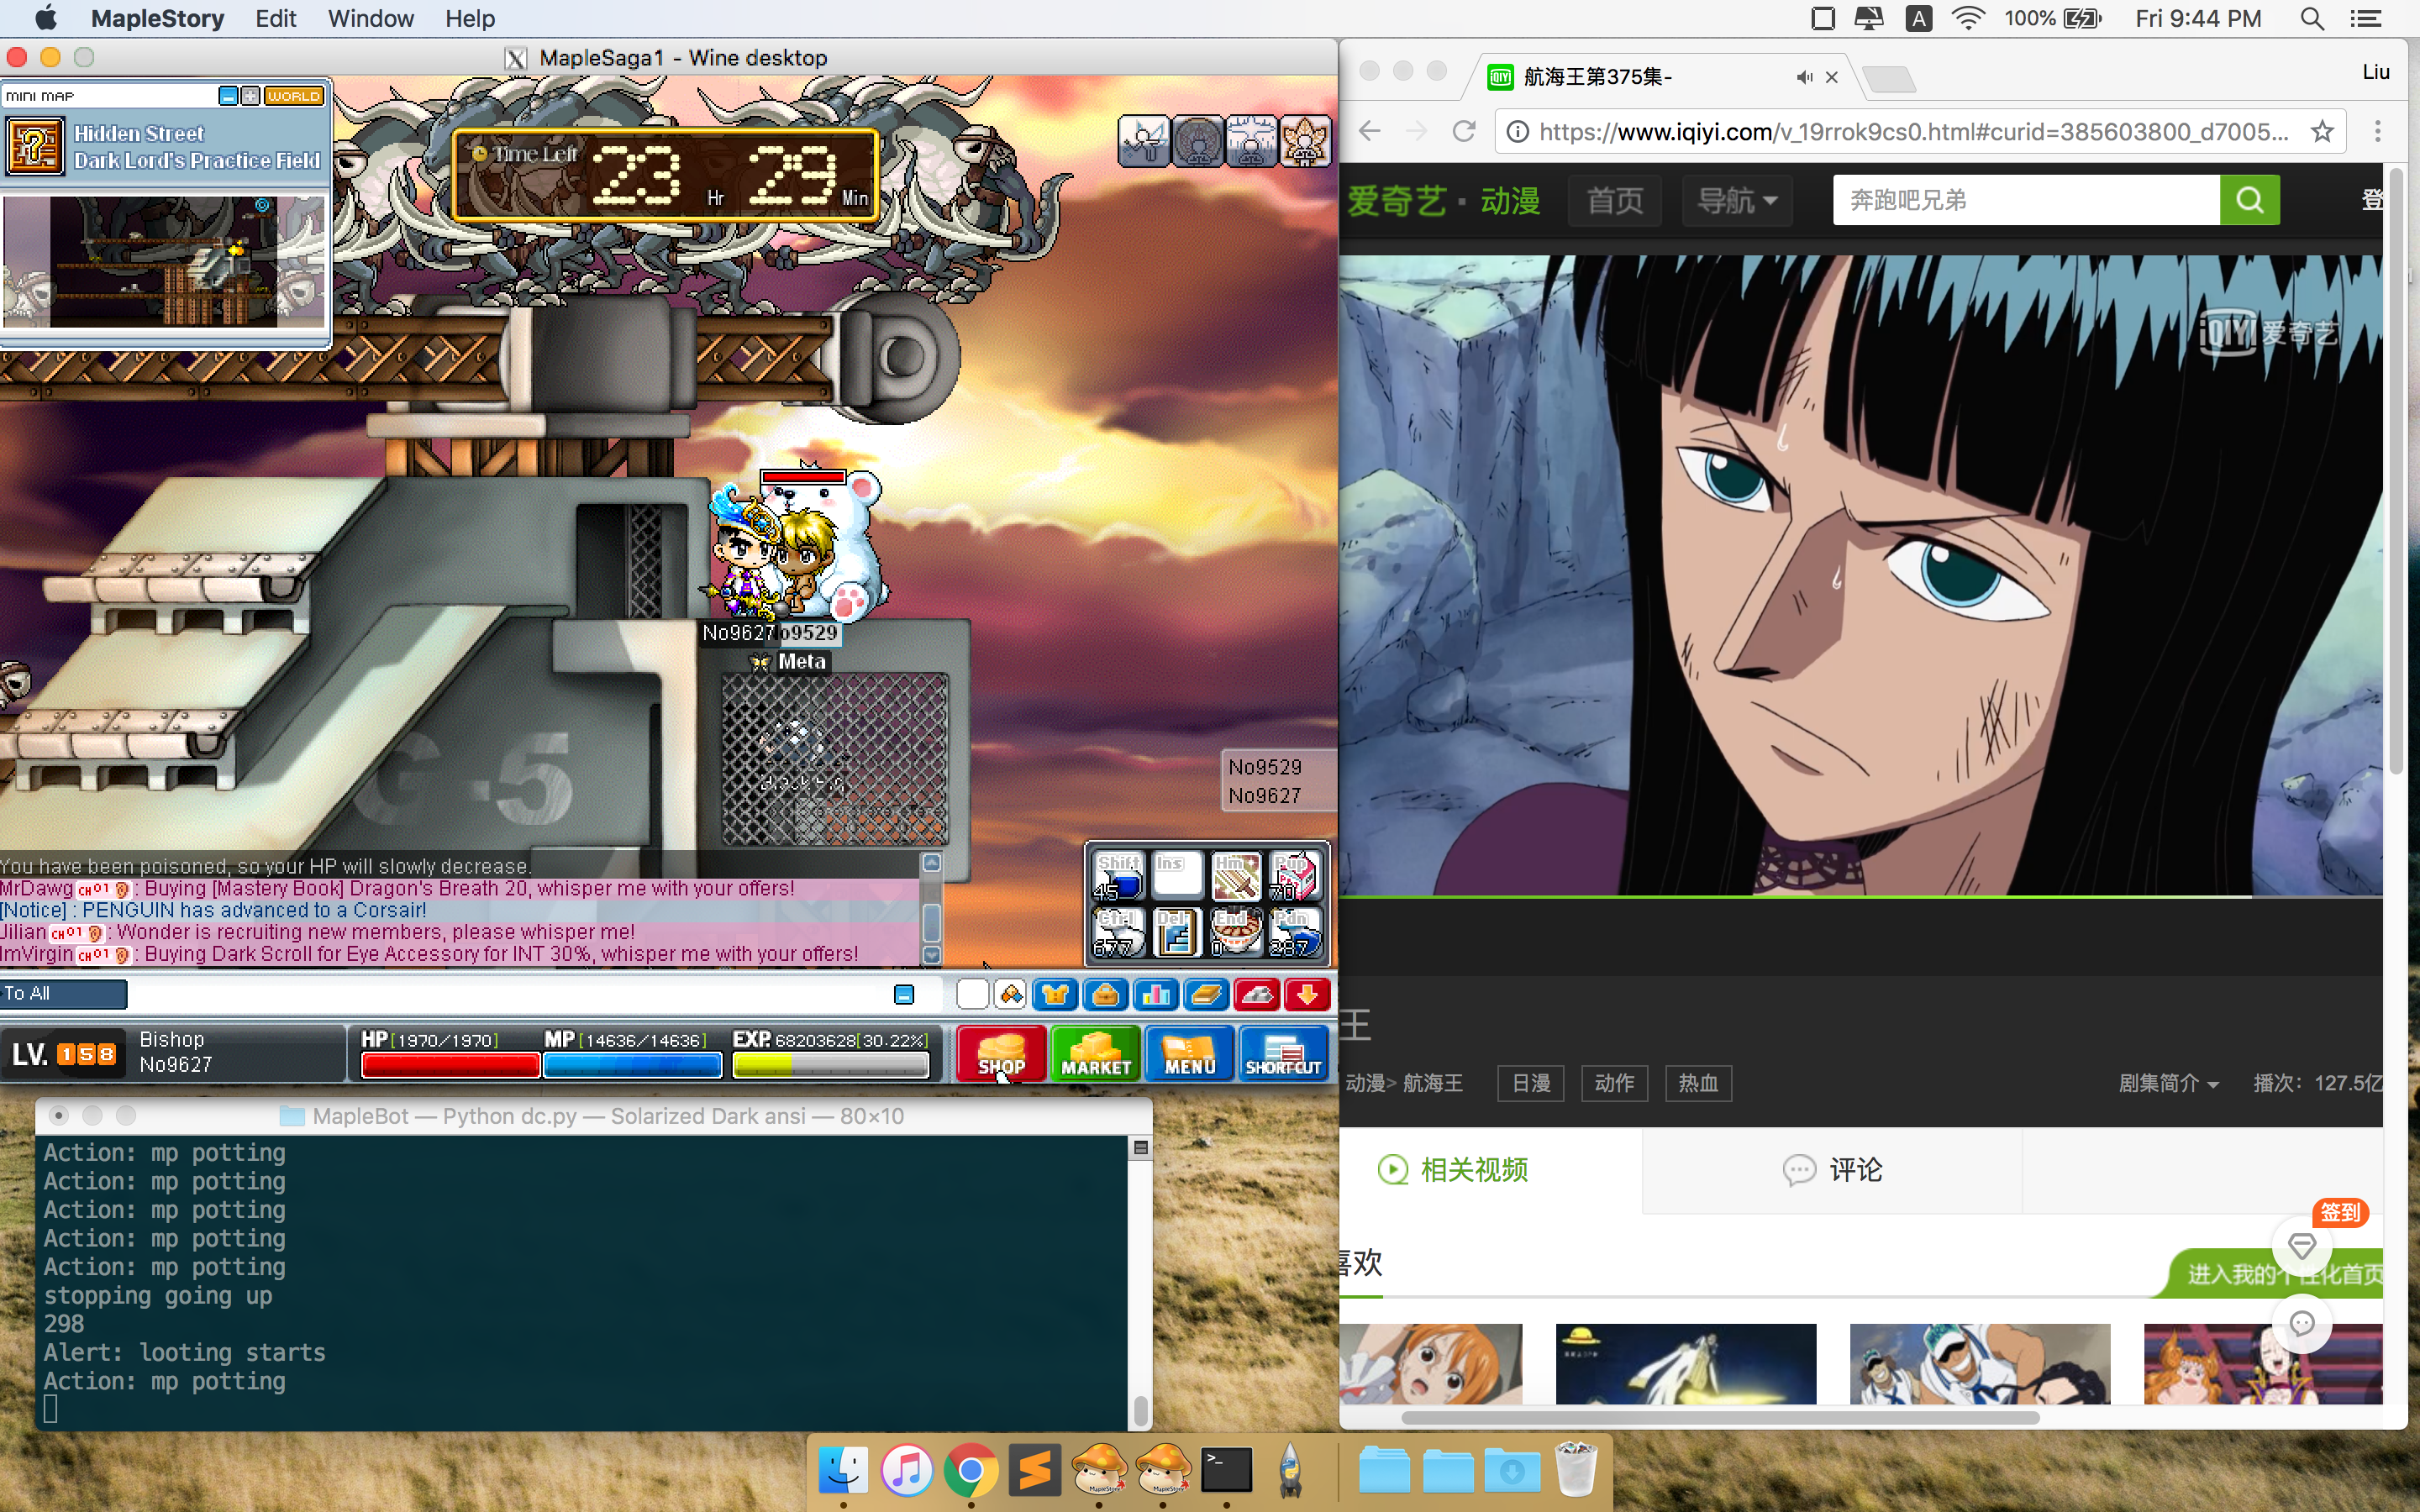 MapleStory Edit Window Help
A 100% Fri 9:44 PM
MapleSaga1 - Wine desktop
MINI MAP WORLD
Hidden Street
Dark Lord's Practice Field
Time Left 23 Hr 29 Min
No9627 o9529
Meta
G-5
No9529
No9627
Shift Ins Hm Pup
45 70
Ctrl Del End Pdn
677 0 287
You have been poisoned, so your HP will slowly decrease.
MrDawg CH01 : Buying [Mastery Book] Dragon's Breath 20, whisper me with your offers!
[Notice] : PENGUIN has advanced to a Corsair!
Jilian CH01 : Wonder is recruiting new members, please whisper me!
ImVirgin CH01 : Buying Dark Scroll for Eye Accessory for INT 30%, whisper me with your offers!
To All
LV. 158 Bishop
No9627
HP[1970/1970] MP[14636/14636] EXP. 68203628[30.22%]
SHOP MARKET MENU SHORTCUT
MapleBot — Python dc.py — Solarized Dark ansi — 80×10
Action: mp potting
Action: mp potting
Action: mp potting
Action: mp potting
Action: mp potting
stopping going up
298
Alert: looting starts
Action: mp potting
航海王第375集-
Liu
https://www.iqiyi.com/v_19rrok9cs0.html#curid=385603800_d7005...
爱奇艺·动漫 首页 导航 奔跑吧兄弟 登
iQIYI 爱奇艺
王
动漫> 航海王 日漫 动作 热血 剧集简介 播次：127.5亿
相关视频 评论
签到
喜欢
进入我的个性化首页
MapleStory MapleStory